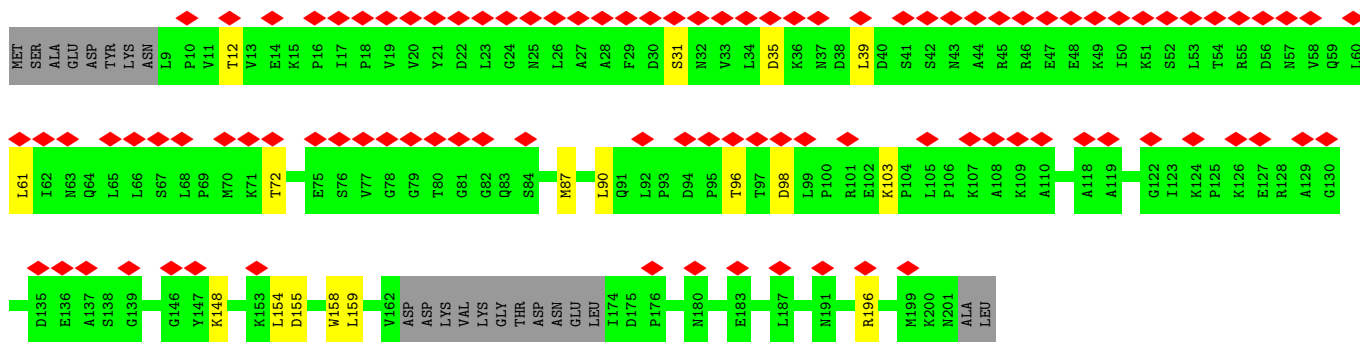 MET SER ALA GLU ASP TYR LYS ASN L9 P10 V11 T12 V13 E14 K15 P16 I17 P18 V19 V20 Y21 D22 L23 G24 N25 L26 A27 A28 F29 D30 S31 N32 V33 L34 D35 K36 N37 D38 L39 D40 S41 S42 N43 A44 R45 R46 E47 E48 K49 I50 K51 S52 L53 T54 R55 D56 N57 V58 Q59 L60
L61 I62 N63 Q64 L65 L66 S67 L68 P69 M70 K71 T72 E75 S76 V77 G78 G79 T80 G81 G82 Q83 S84 M87 L90 Q91 L92 P93 D94 P95 T96 T97 D98 L99 P100 R101 E102 K103 P104 L105 P106 K107 A108 K109 A110 A118 A119 G122 I123 K124 P125 K126 E127 R128 A129 G130
D135 E136 A137 S138 G139 G146 Y147 K148 K153 L154 D155 W158 L159 V162 ASP ASP LYS VAL LYS GLY THR ASP ASN GLU LEU I174 D175 P176 N180 E183 L187 N191 R196 M199 K200 N201 ALA LEU